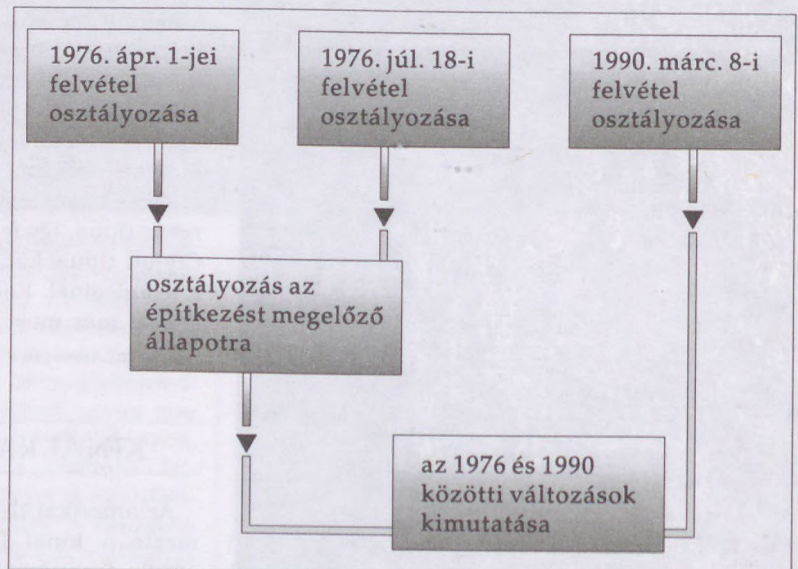 1976. ápr. 1-jei
felvétel
osztályozása
1976. júl. 18-i
felvétel
osztályozása
1990. márc. 8-i
felvétel
osztályozása
osztályozás az
építkezést megelőző
állapotra
az 1976 és 1990
közötti változások
kimutatása